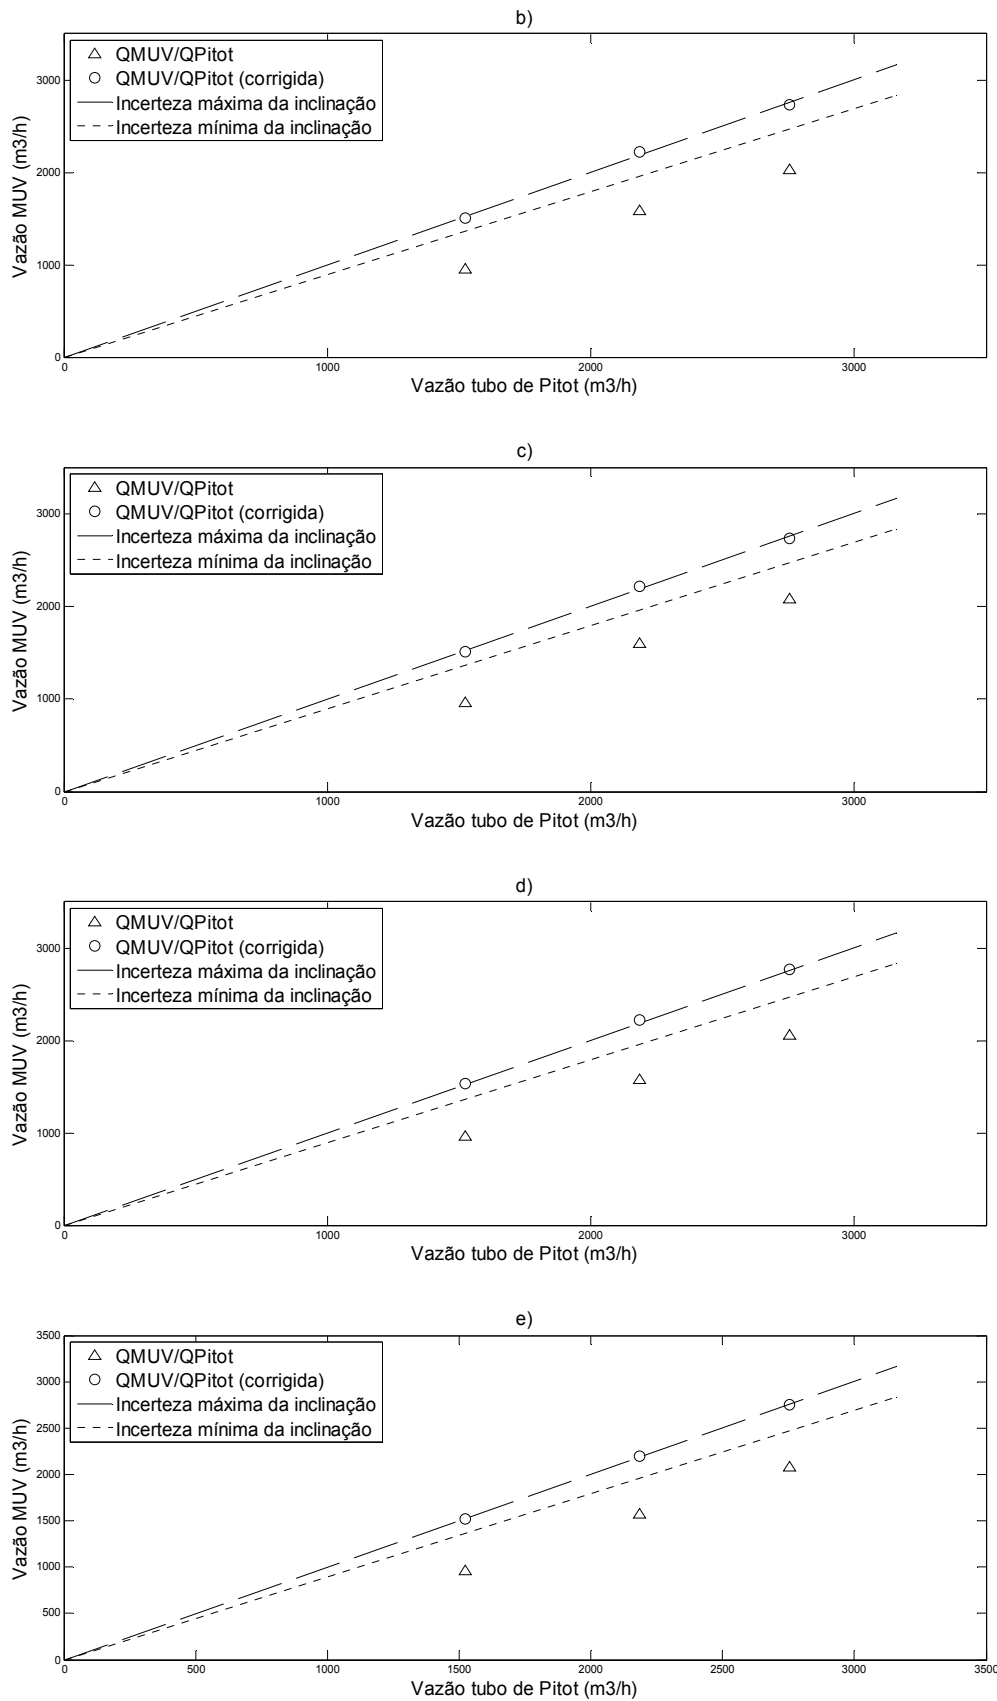 b)
QMUV/QPitot
QMUV/QPitot (corrigida)
Incerteza máxima da inclinação
Incerteza mínima da inclinação
3000
2000
1000
0
Vazão MUV (m3/h)
0 1000 2000 3000
Vazão tubo de Pitot (m3/h)
c)
QMUV/QPitot
QMUV/QPitot (corrigida)
Incerteza máxima da inclinação
Incerteza mínima da inclinação
3000
2000
1000
0
Vazão MUV (m3/h)
0 1000 2000 3000
Vazão tubo de Pitot (m3/h)
d)
QMUV/QPitot
QMUV/QPitot (corrigida)
Incerteza máxima da inclinação
Incerteza mínima da inclinação
3000
2000
1000
0
Vazão MUV (m3/h)
0 1000 2000 3000
Vazão tubo de Pitot (m3/h)
e)
QMUV/QPitot
QMUV/QPitot (corrigida)
Incerteza máxima da inclinação
Incerteza mínima da inclinação
3500
3000
2500
2000
1500
1000
500
0
Vazão MUV (m3/h)
0 500 1000 1500 2000 2500 3000 3500
Vazão tubo de Pitot (m3/h)